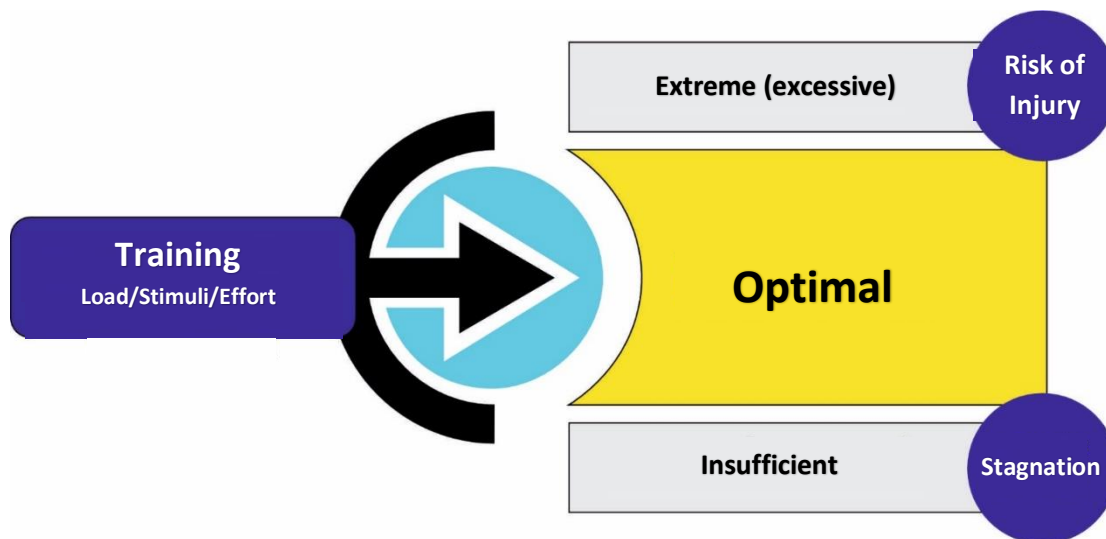 Extreme (excessive)
Risk of
Injury
Training
Load/Stimuli/Effort
Optimal
Insufficient
Stagnation